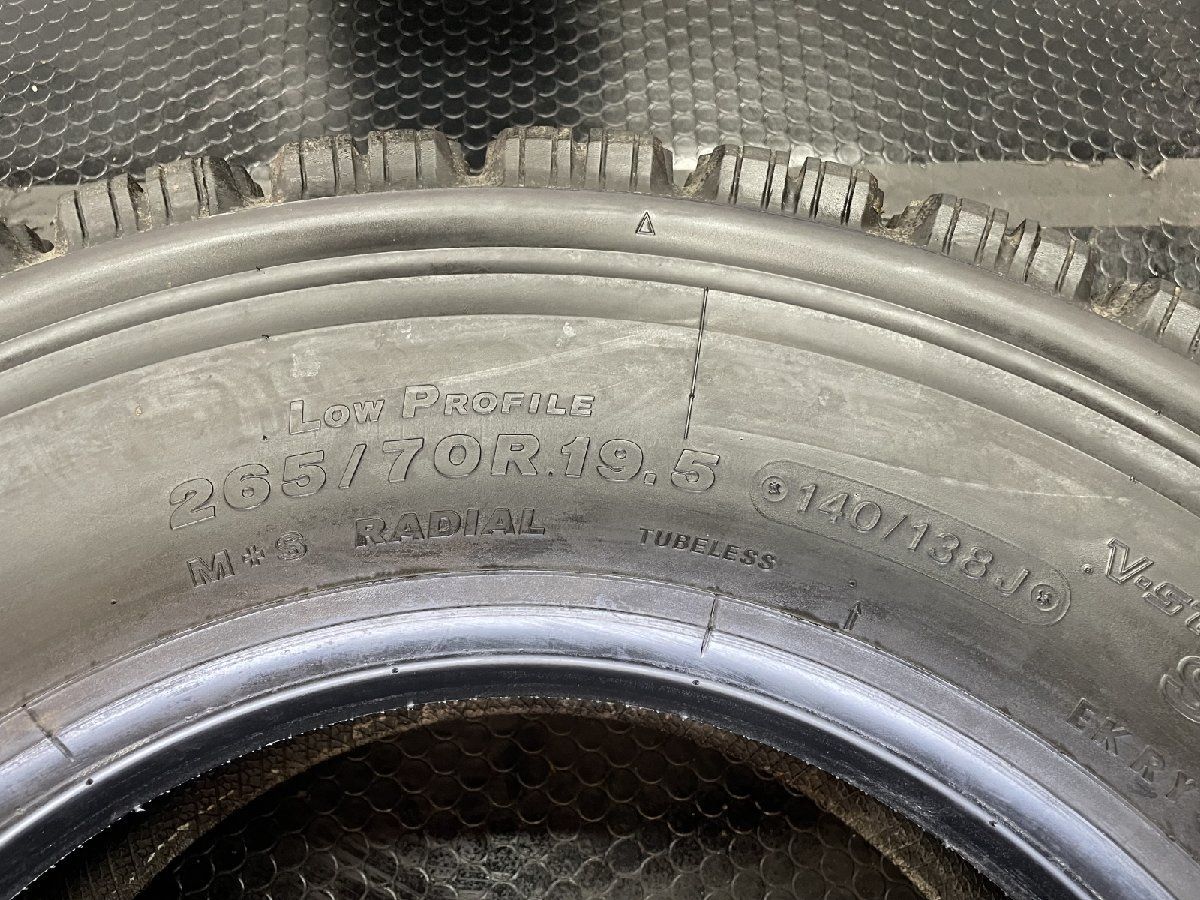 LOW PROFILE
265/70R 19.5
140/138J
M+S RADIAL
TUBELESS